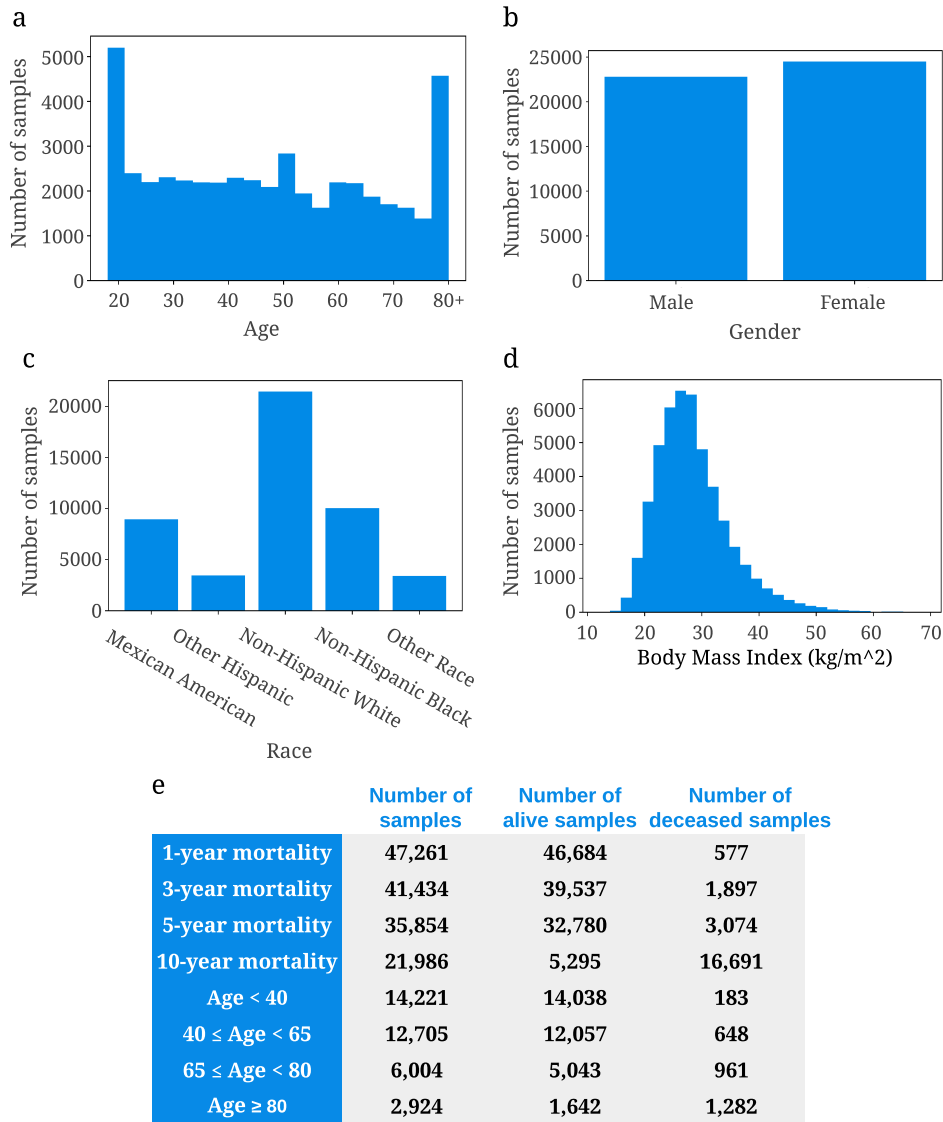 a
Number of samples
5000
4000
3000
2000
1000
0
20 30 40 50 60 70 80+
Age
b
Number of samples
25000
20000
15000
10000
5000
0
Male Female
Gender
c
Number of samples
20000
15000
10000
5000
0
Mexican American
Other Hispanic
Non-Hispanic White
Non-Hispanic Black
Other Race
Race
d
Number of samples
6000
5000
4000
3000
2000
1000
0
10 20 30 40 50 60 70
Body Mass Index (kg/m^2)
e
Number of samples Number of alive samples Number of deceased samples
1-year mortality 47,261 46,684 577
3-year mortality 41,434 39,537 1,897
5-year mortality 35,854 32,780 3,074
10-year mortality 21,986 5,295 16,691
Age < 40 14,221 14,038 183
40 ≤ Age < 65 12,705 12,057 648
65 ≤ Age < 80 6,004 5,043 961
Age ≥ 80 2,924 1,642 1,282